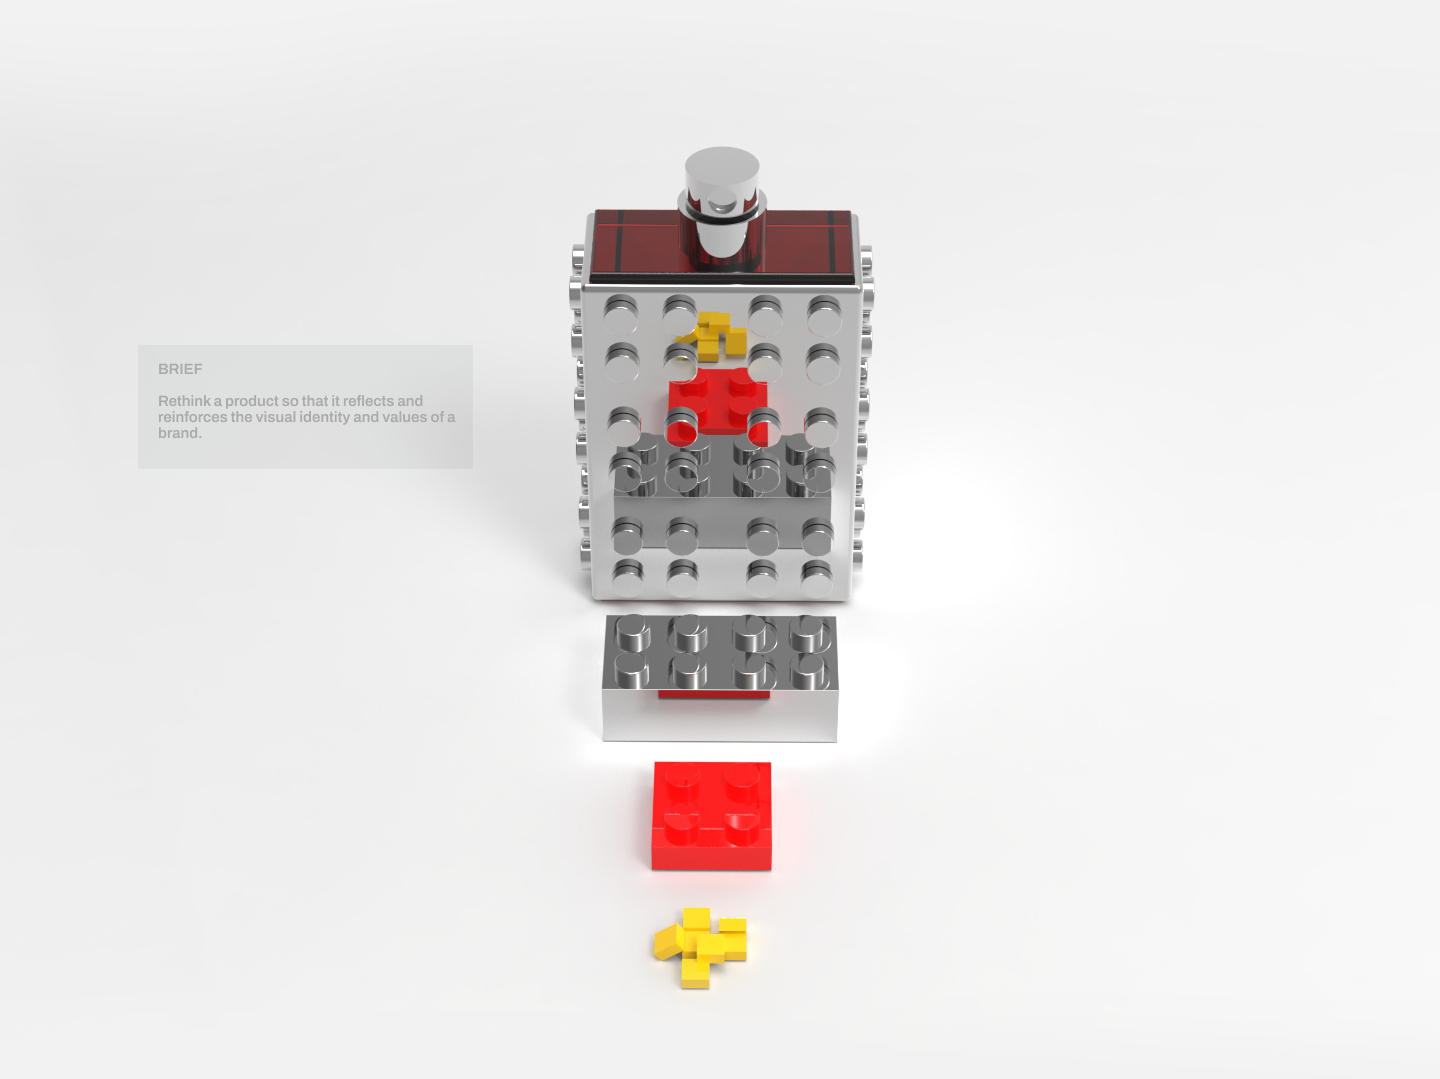 BRIEF
Rethink a product so that it reflects and
reinforces the visual identity and values of a
brand.